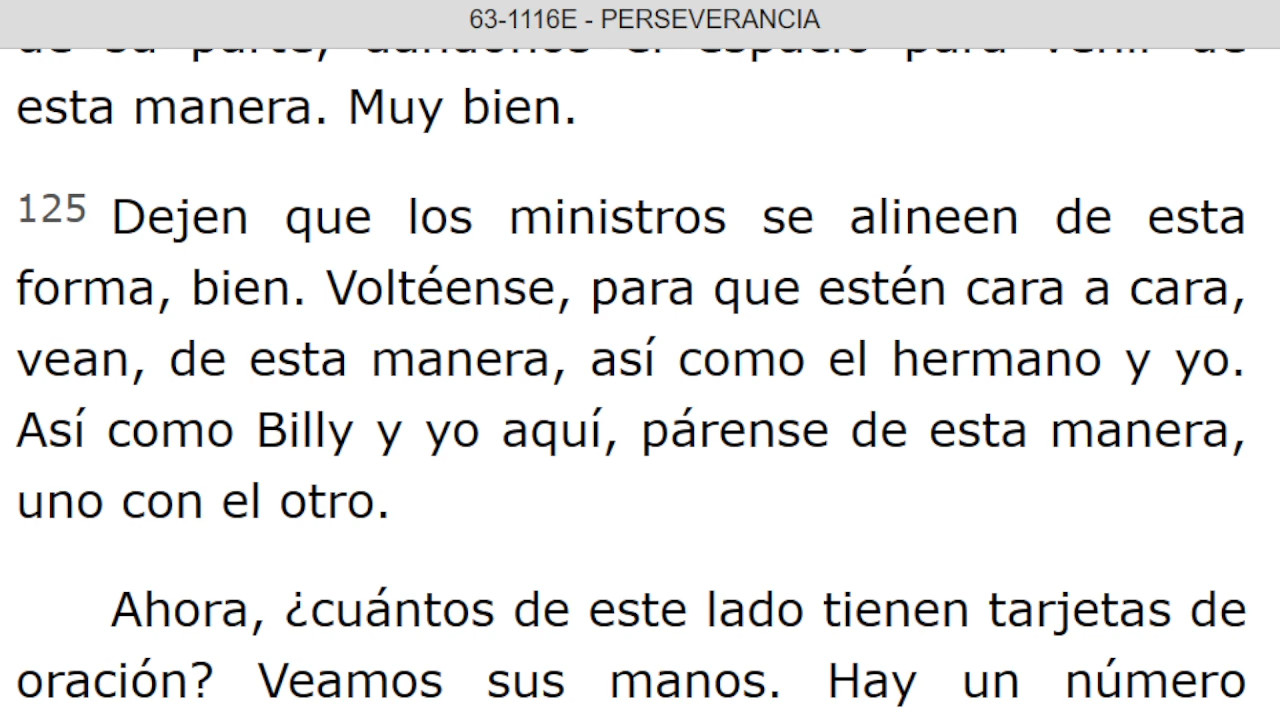 63-1116E - PERSEVERANCIA
esta manera. Muy bien.
125 Dejen que los ministros se alineen de esta
forma, bien. Voltéense, para que estén cara a cara,
vean, de esta manera, así como el hermano y yo.
Así como Billy y yo aquí, párense de esta manera,
uno con el otro.
Ahora, ¿cuántos de este lado tienen tarjetas de
oración? Veamos sus manos. Hay un número